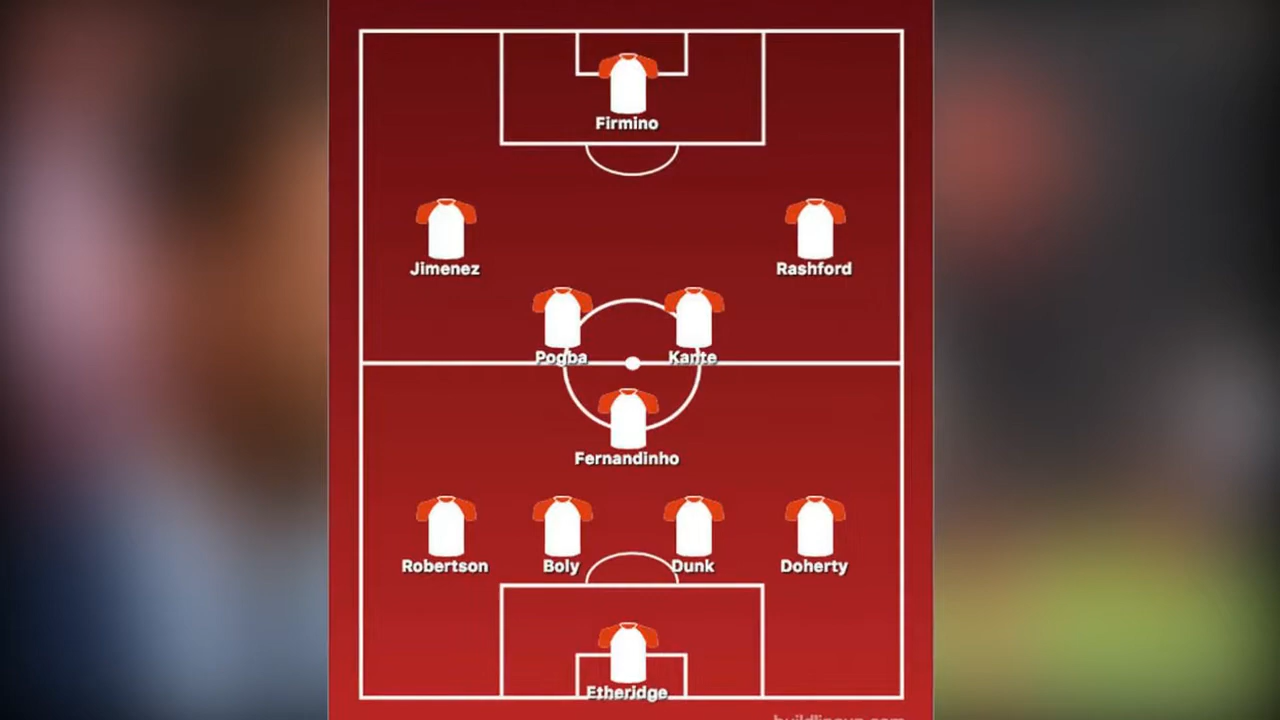 Firmino
Jimenez
Rashford
Pogba
Kante
Fernandinho
Robertson
Boly
Dunk
Doherty
Etheridge